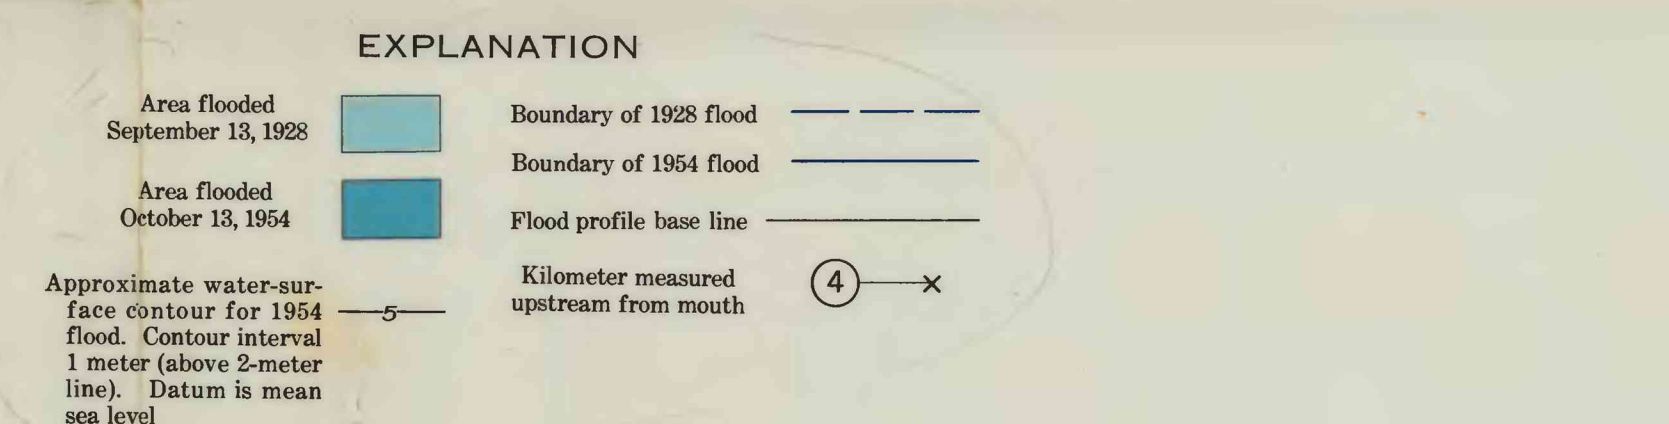 EXPLANATION
Area flooded
September 13, 1928
Area flooded
October 13, 1954
Approximate water-sur-
face contour for 1954
flood. Contour interval
1 meter (above 2-meter
line). Datum is mean
sea level
5
Boundary of 1928 flood
Boundary of 1954 flood
Flood profile base line
Kilometer measured
upstream from mouth
4